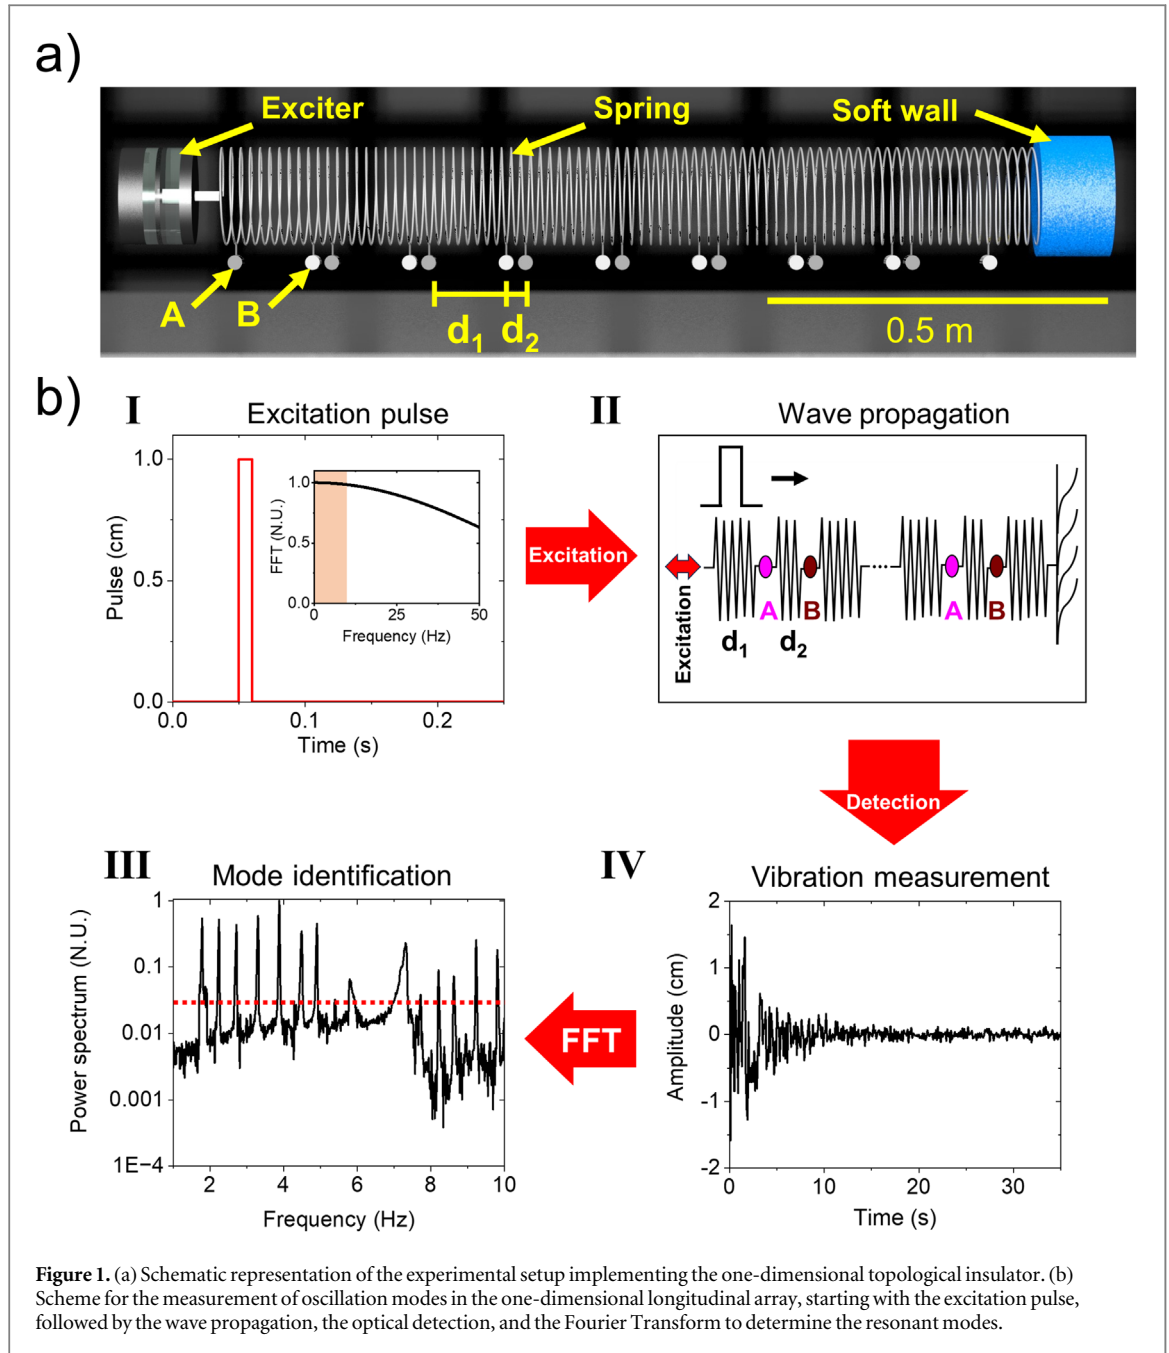 a)
Exciter
Spring
Soft wall
A
B
d1
d2
0.5 m
b)
I
Excitation pulse
Pulse (cm)
1.0
0.5
0.0
0.0
0.1
0.2
Time (s)
FFT (N.U.)
1.0
0.5
0.0
0
25
50
Frequency (Hz)
Excitation
II
Wave propagation
Excitation
A
B
A
B
d1
d2
Detection
III
Mode identification
Power spectrum (N.U.)
1
0.1
0.01
0.001
1E−4
2
4
6
8
10
Frequency (Hz)
FFT
IV
Vibration measurement
Amplitude (cm)
2
1
0
-1
-2
0
10
20
30
Time (s)
Figure 1. (a) Schematic representation of the experimental setup implementing the one-dimensional topological insulator. (b)
Scheme for the measurement of oscillation modes in the one-dimensional longitudinal array, starting with the excitation pulse,
followed by the wave propagation, the optical detection, and the Fourier Transform to determine the resonant modes.